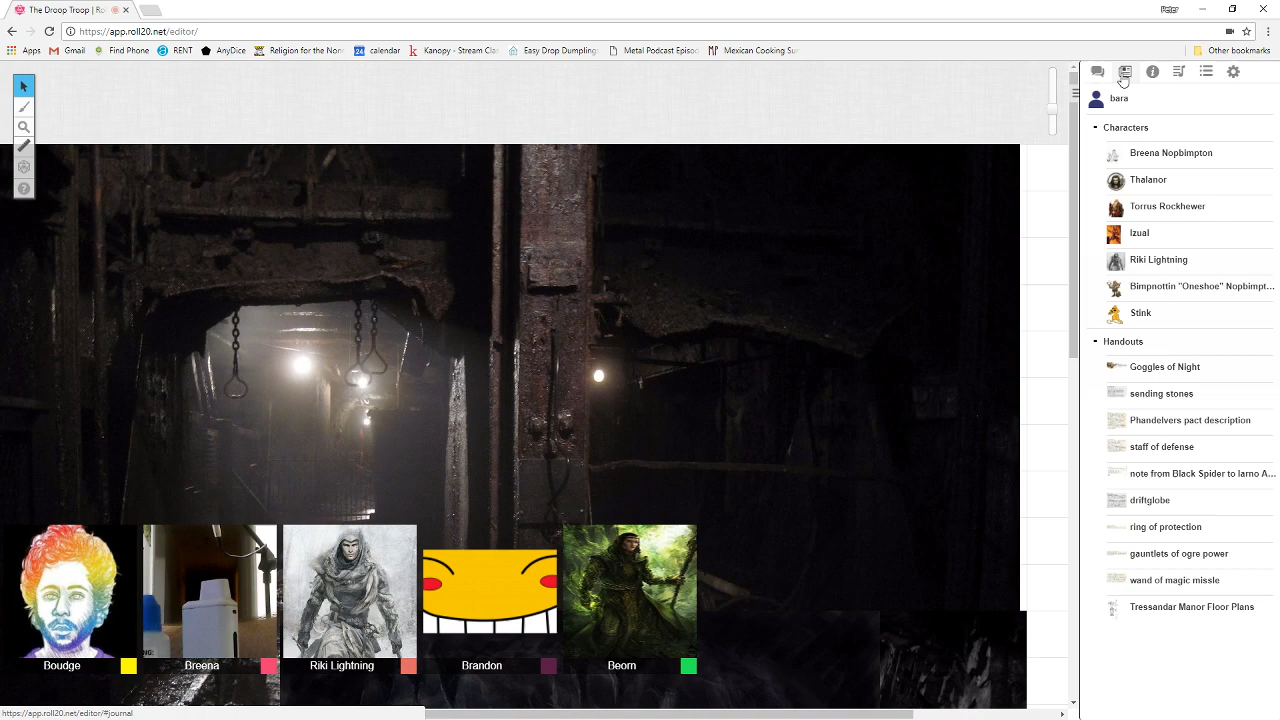 The Droop Troop | Ro
Peter
https://app.roll20.net/editor/
Apps
Gmail
Find Phone
RENT
AnyDice
Religion for the Non
24 calendar
Kanopy - Stream Cla
Easy Drop Dumpling
Metal Podcast Episo
Mexican Cooking Su
Other bookmarks
bara
Characters
Breena Nopbimpton
Thalanor
Torrus Rockhewer
Izual
Riki Lightning
Bimpnottin "Oneshoe" Nopbimpt...
Stink
Handouts
Goggles of Night
sending stones
Phandelvers pact description
staff of defense
note from Black Spider to Iarno A...
driftglobe
ring of protection
gauntlets of ogre power
wand of magic missle
Tressandar Manor Floor Plans
NG:
Boudge
Breena
Riki Lightning
Brandon
Beorn
https://app.roll20.net/editor/#journal